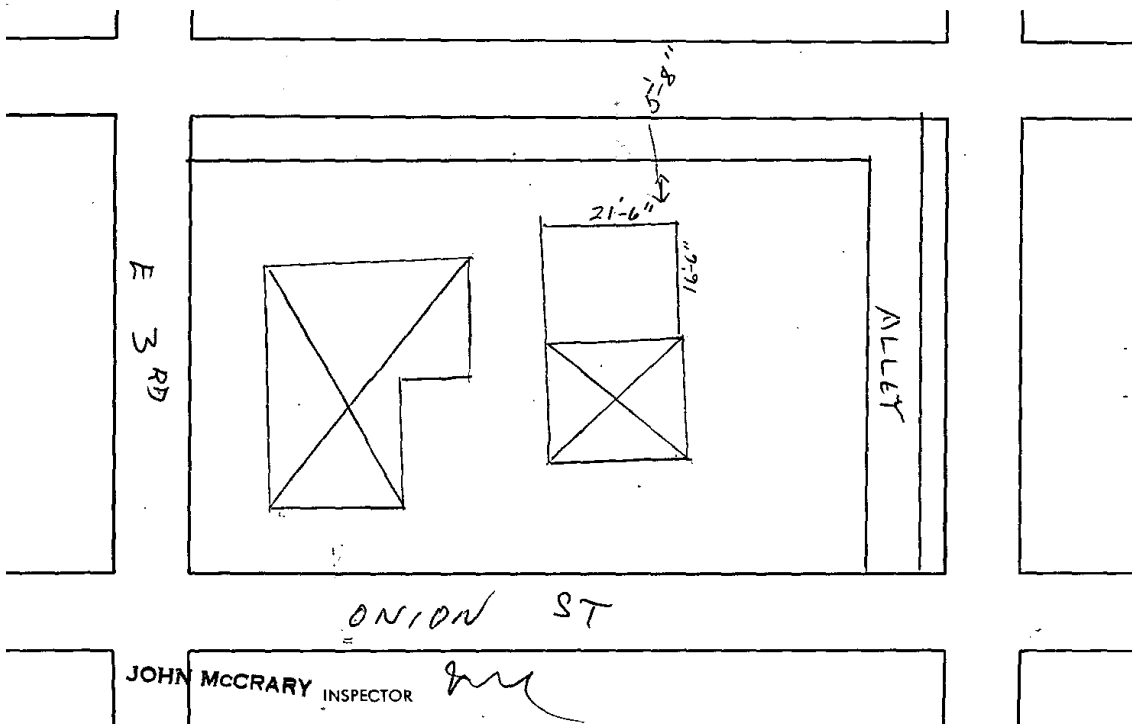 5'-8"
21'-6"
16'-6"
E 3RD
ALLEY
ONION ST
JOHN McCRARY INSPECTOR